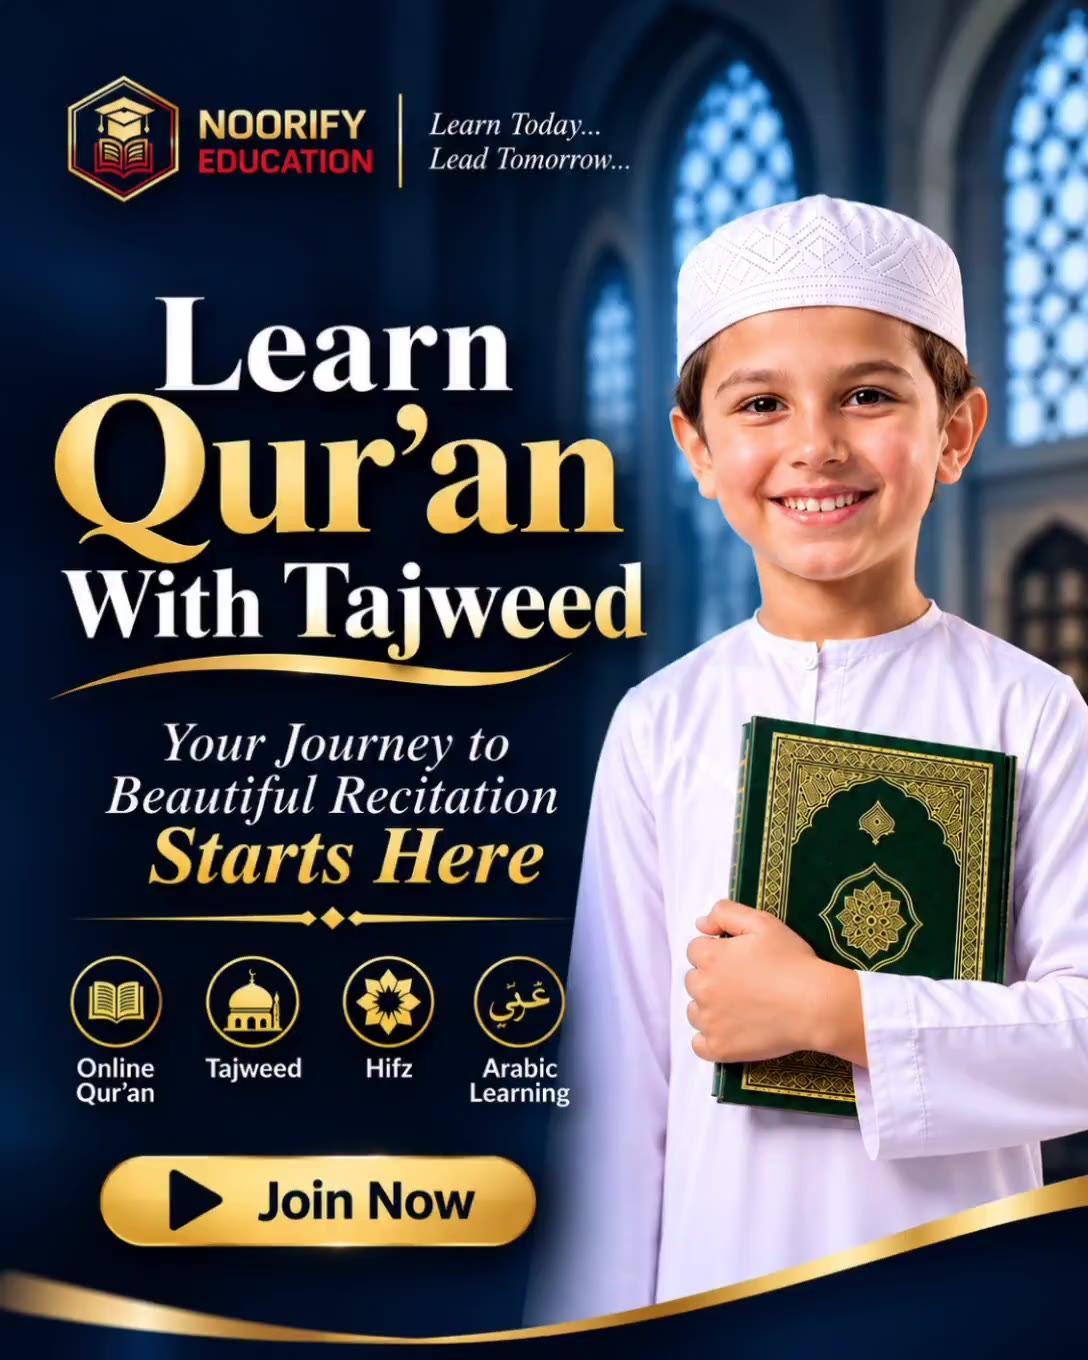 NOORIFY
EDUCATION
Learn Today...
Lead Tomorrow...
Learn
Qur’an
With Tajweed
Your Journey to
Beautiful Recitation
Starts Here
Online
Qur’an
Tajweed
Hifz
Arabic
Learning
Join Now